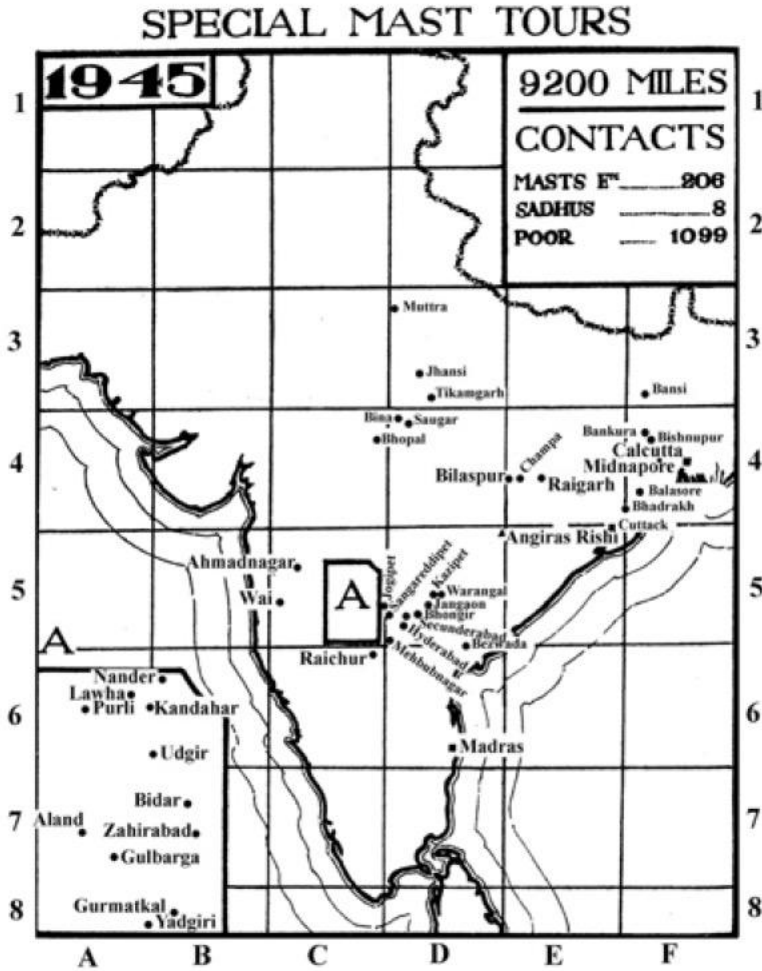 SPECIAL MAST TOURS
1945
9200 MILES
CONTACTS
MASTS Etc 206
SADHUS 8
POOR 1099
1
1
2
2
3
3
4
4
5
5
6
6
7
7
8
8
Muttra
Jhansi
Tikamgarh
Bansi
Bina
Saugar
Bhopal
Bankura
Bishnupur
Calcutta
Midnapore
Bilaspur
Champa
Raigarh
Balasore
Bhadrakh
Cuttack
Angiras Rishi
Ahmadnagar
Wai
A
Jogipet
Sangareddipet
Kazipet
Warangal
Jangaon
Bhongir
Secunderabad
Hyderabad
Bezwada
Mehbubnagar
Raichur
Madras
A
Nander
Lawha
Purli
Kandahar
Udgir
Bidar
Aland
Zahirabad
Gulbarga
Gurmatkal
Yadgiri
A B C D E F